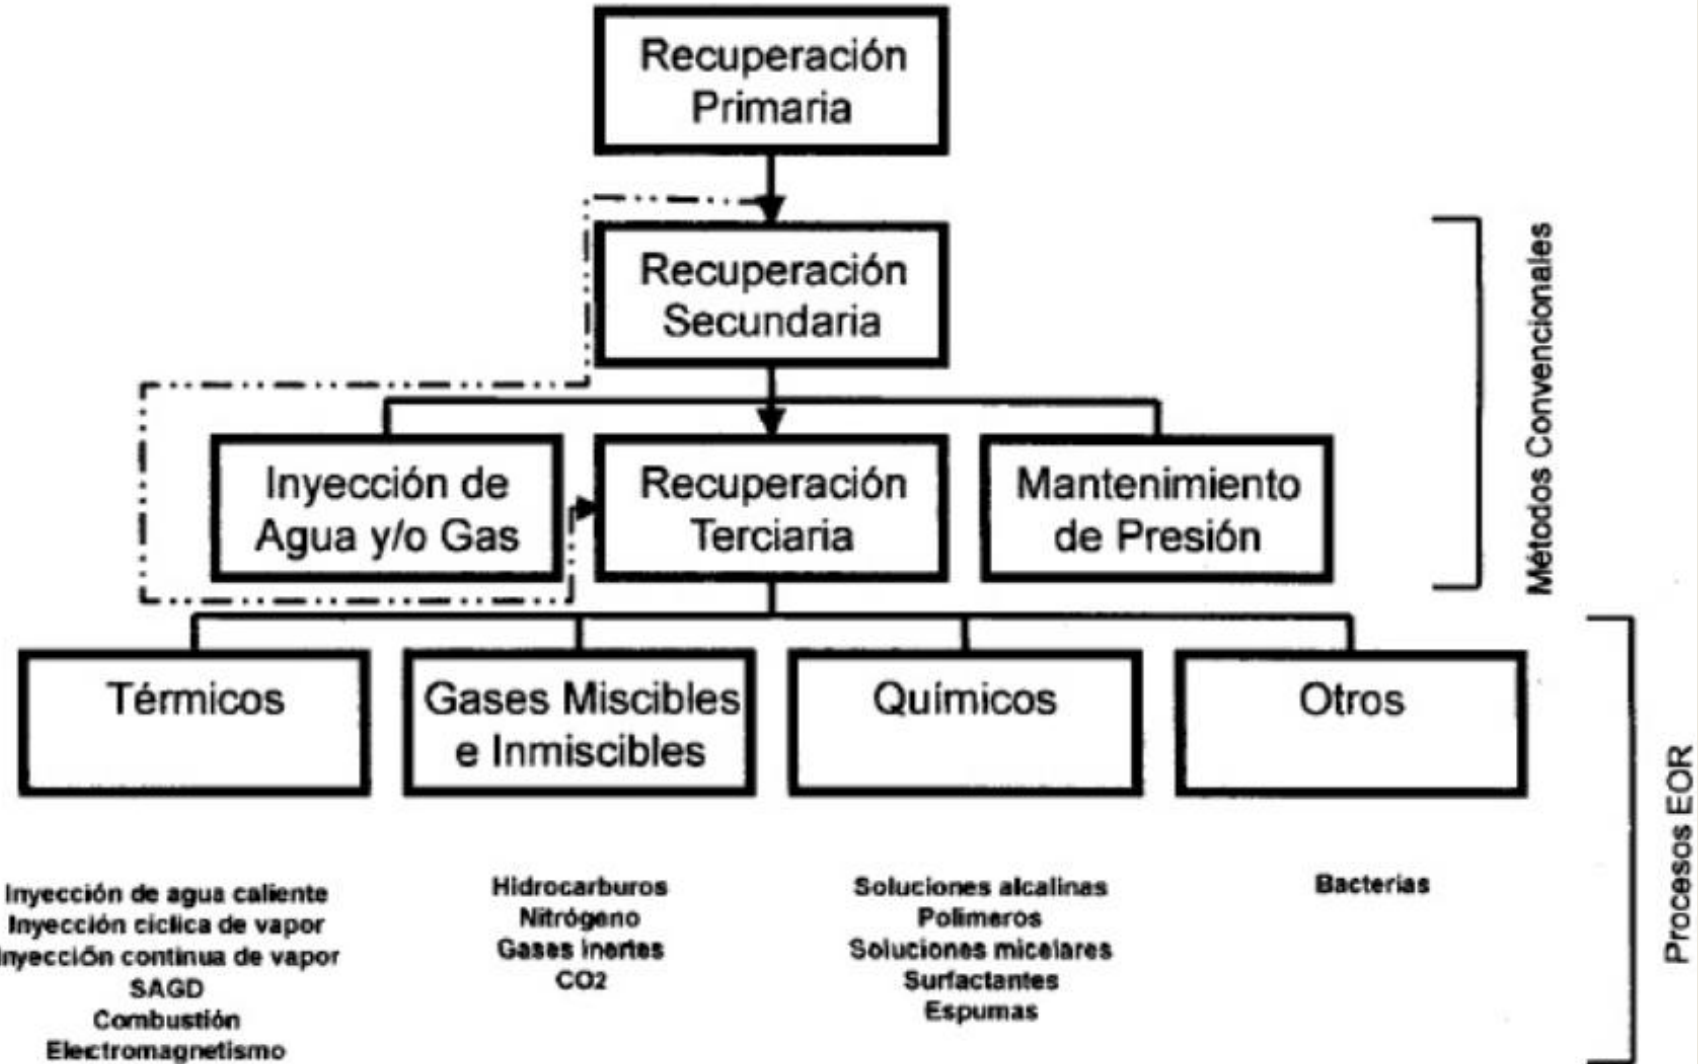 Recuperación
Primaria
Recuperación
Secundaria
Métodos Convencionales
Inyección de
Agua y/o Gas
Recuperación
Terciaria
Mantenimiento
de Presión
Térmicos
Gases Miscibles
e Inmiscibles
Químicos
Otros
Procesos EOR
Inyección de agua caliente
Inyección cíclica de vapor
nyección continua de vapor
SAGD
Combustión
Electromagnetismo
Hidrocarburos
Nitrógeno
Gases inertes
CO2
Soluciones alcalinas
Polímeros
Soluciones micelares
Surfactantes
Espumas
Bacterias